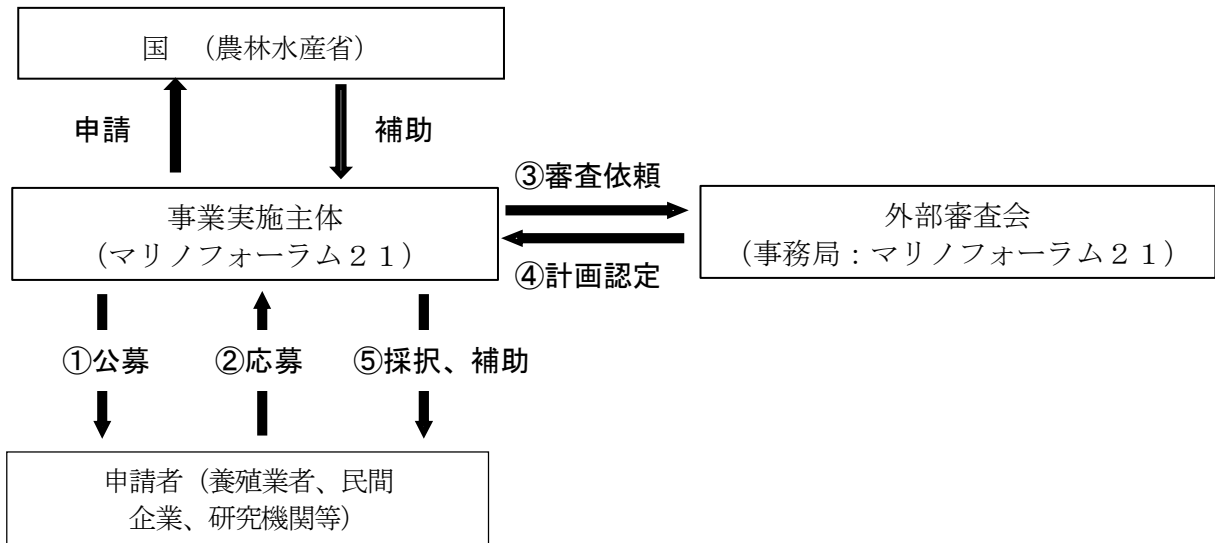 国　（農林水産省）
申請
補助
③審査依頼
事業実施主体
（マリノフォーラム２１）
外部審査会
（事務局：マリノフォーラム２１）
④計画認定
①公募
②応募
⑤採択、補助
申請者（養殖業者、民間
企業、研究機関等）